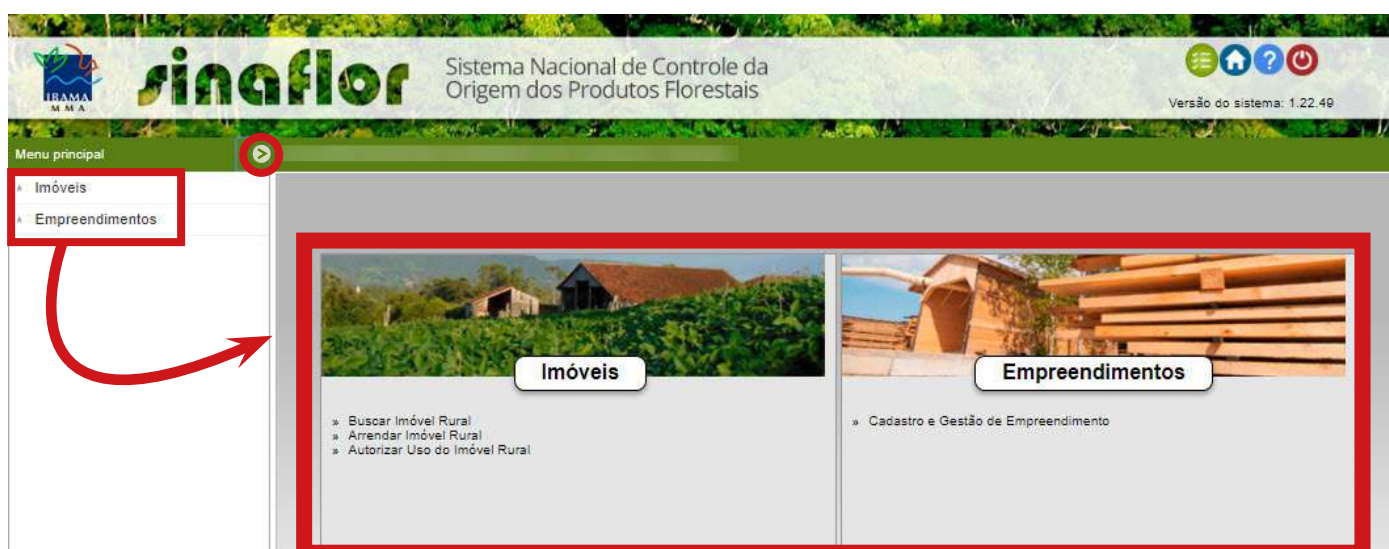 IBAMA
M M A
sinaflor
Sistema Nacional de Controle da
Origem dos Produtos Florestais
Versão do sistema: 1.22.49
Menu principal
Imóveis
Empreendimentos
Imóveis
» Buscar Imóvel Rural
» Arrendar Imóvel Rural
» Autorizar Uso do Imóvel Rural
Empreendimentos
» Cadastro e Gestão de Empreendimento